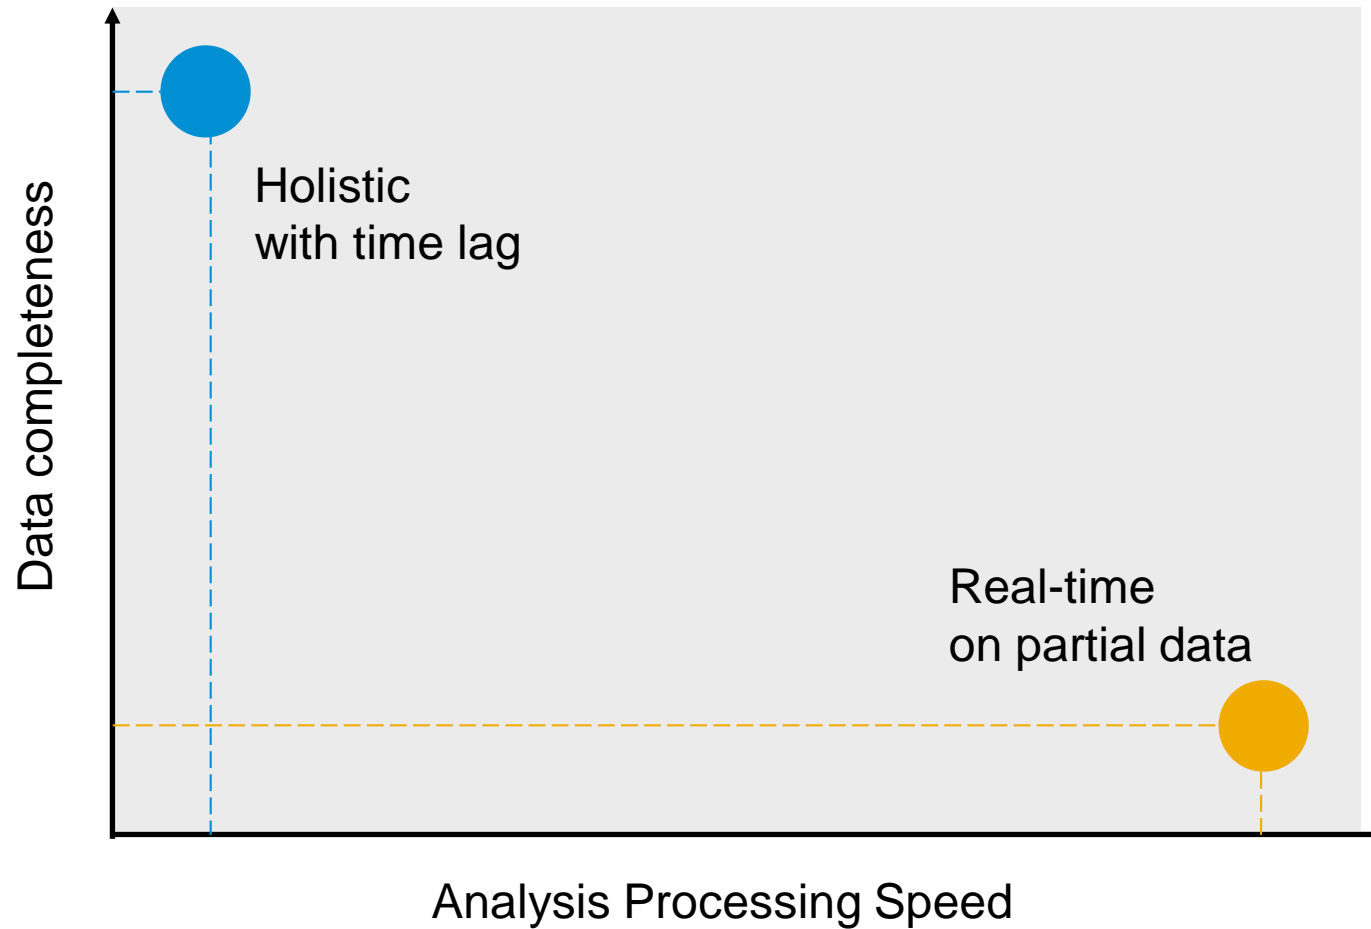 Data completeness
Holistic
with time lag
Real-time
on partial data
Analysis Processing Speed